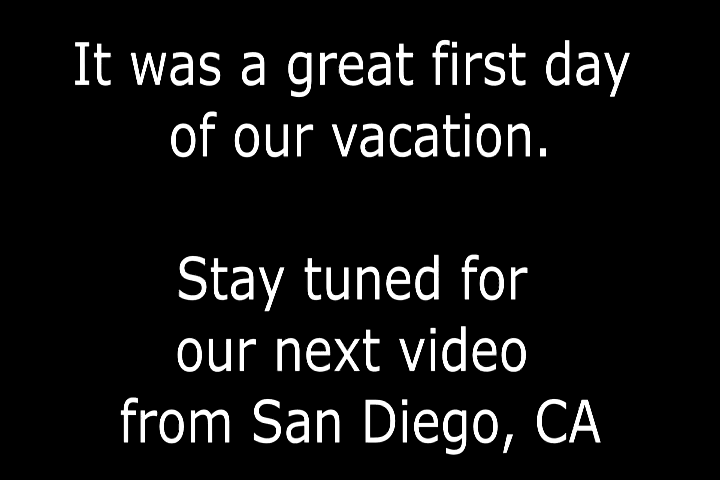 It was a great first day
of our vacation.
Stay tuned for
our next video
from San Diego, CA